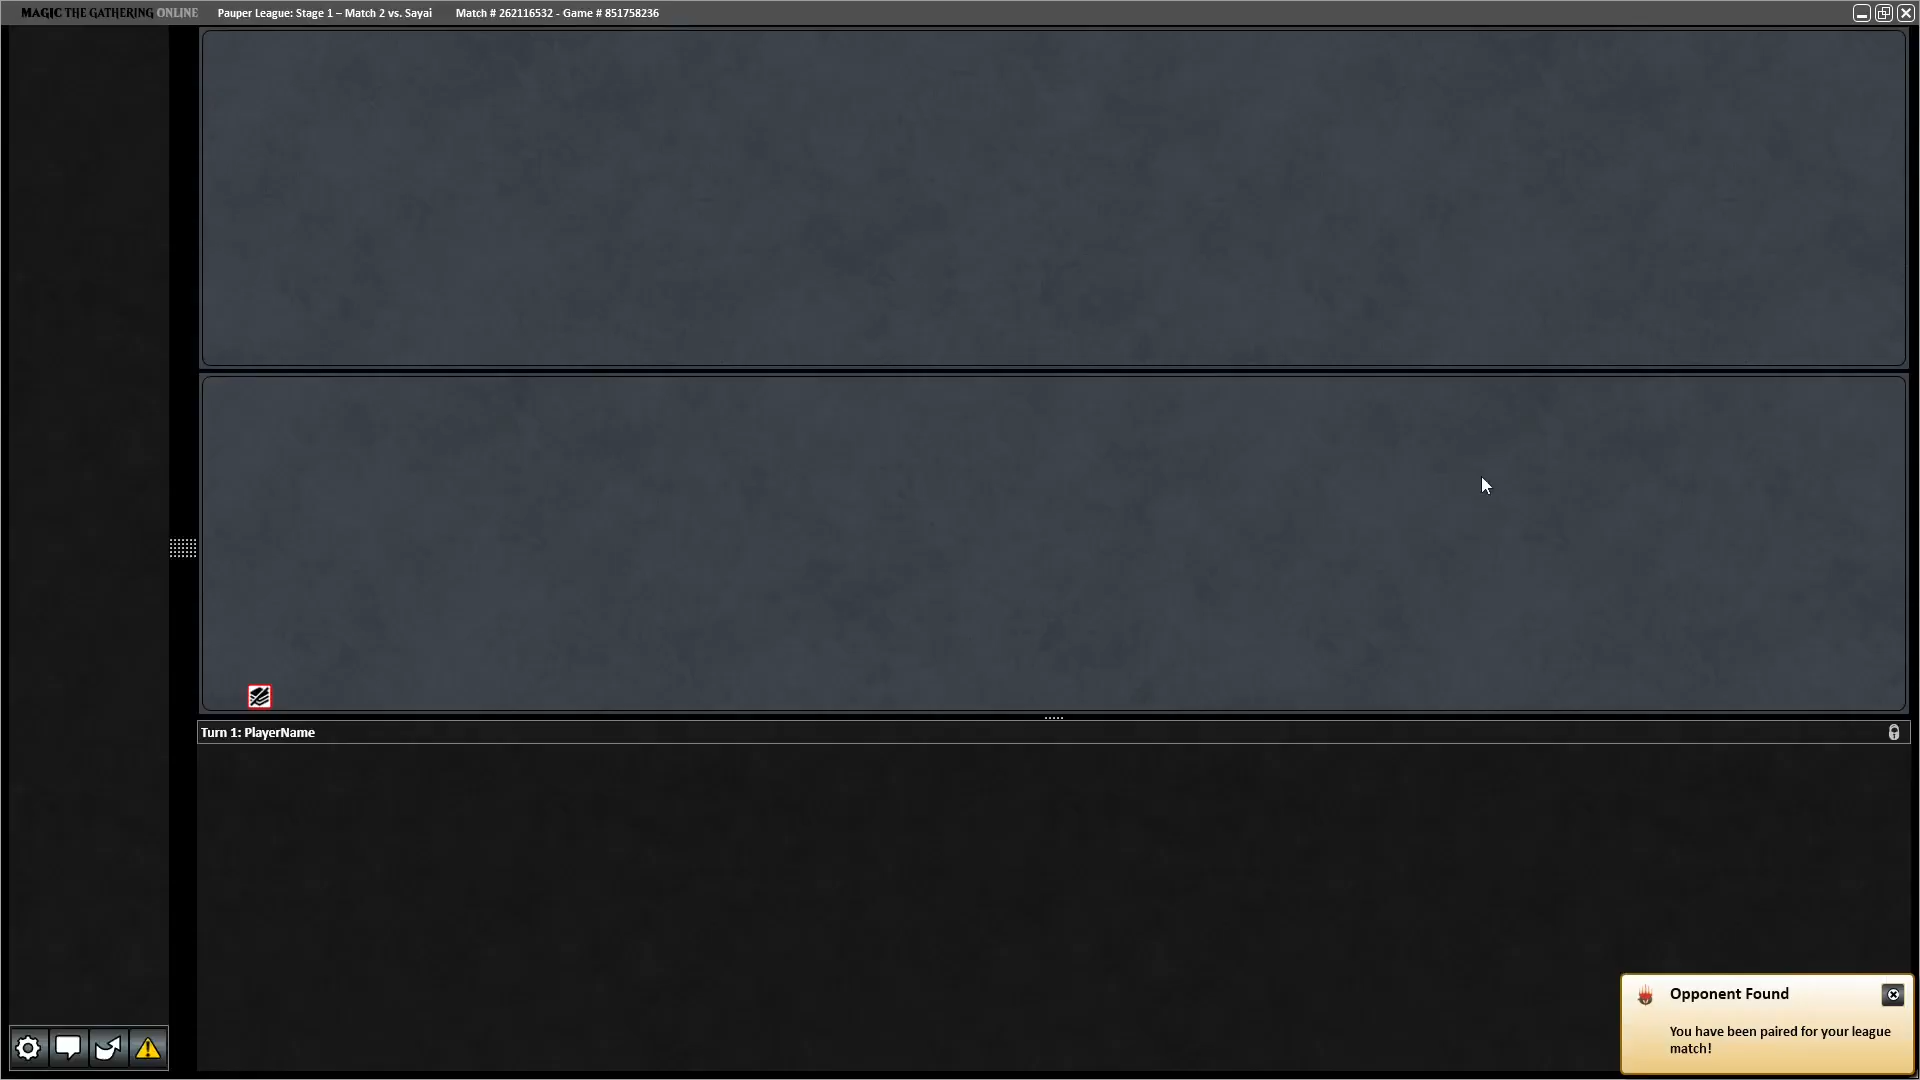 MAGIC THE GATHERING ONLINE Pauper League: Stage 1 – Match 2 vs. Sayai Match # 262116532 - Game # 851758236
Turn 1: PlayerName
Opponent Found
You have been paired for your league
match!